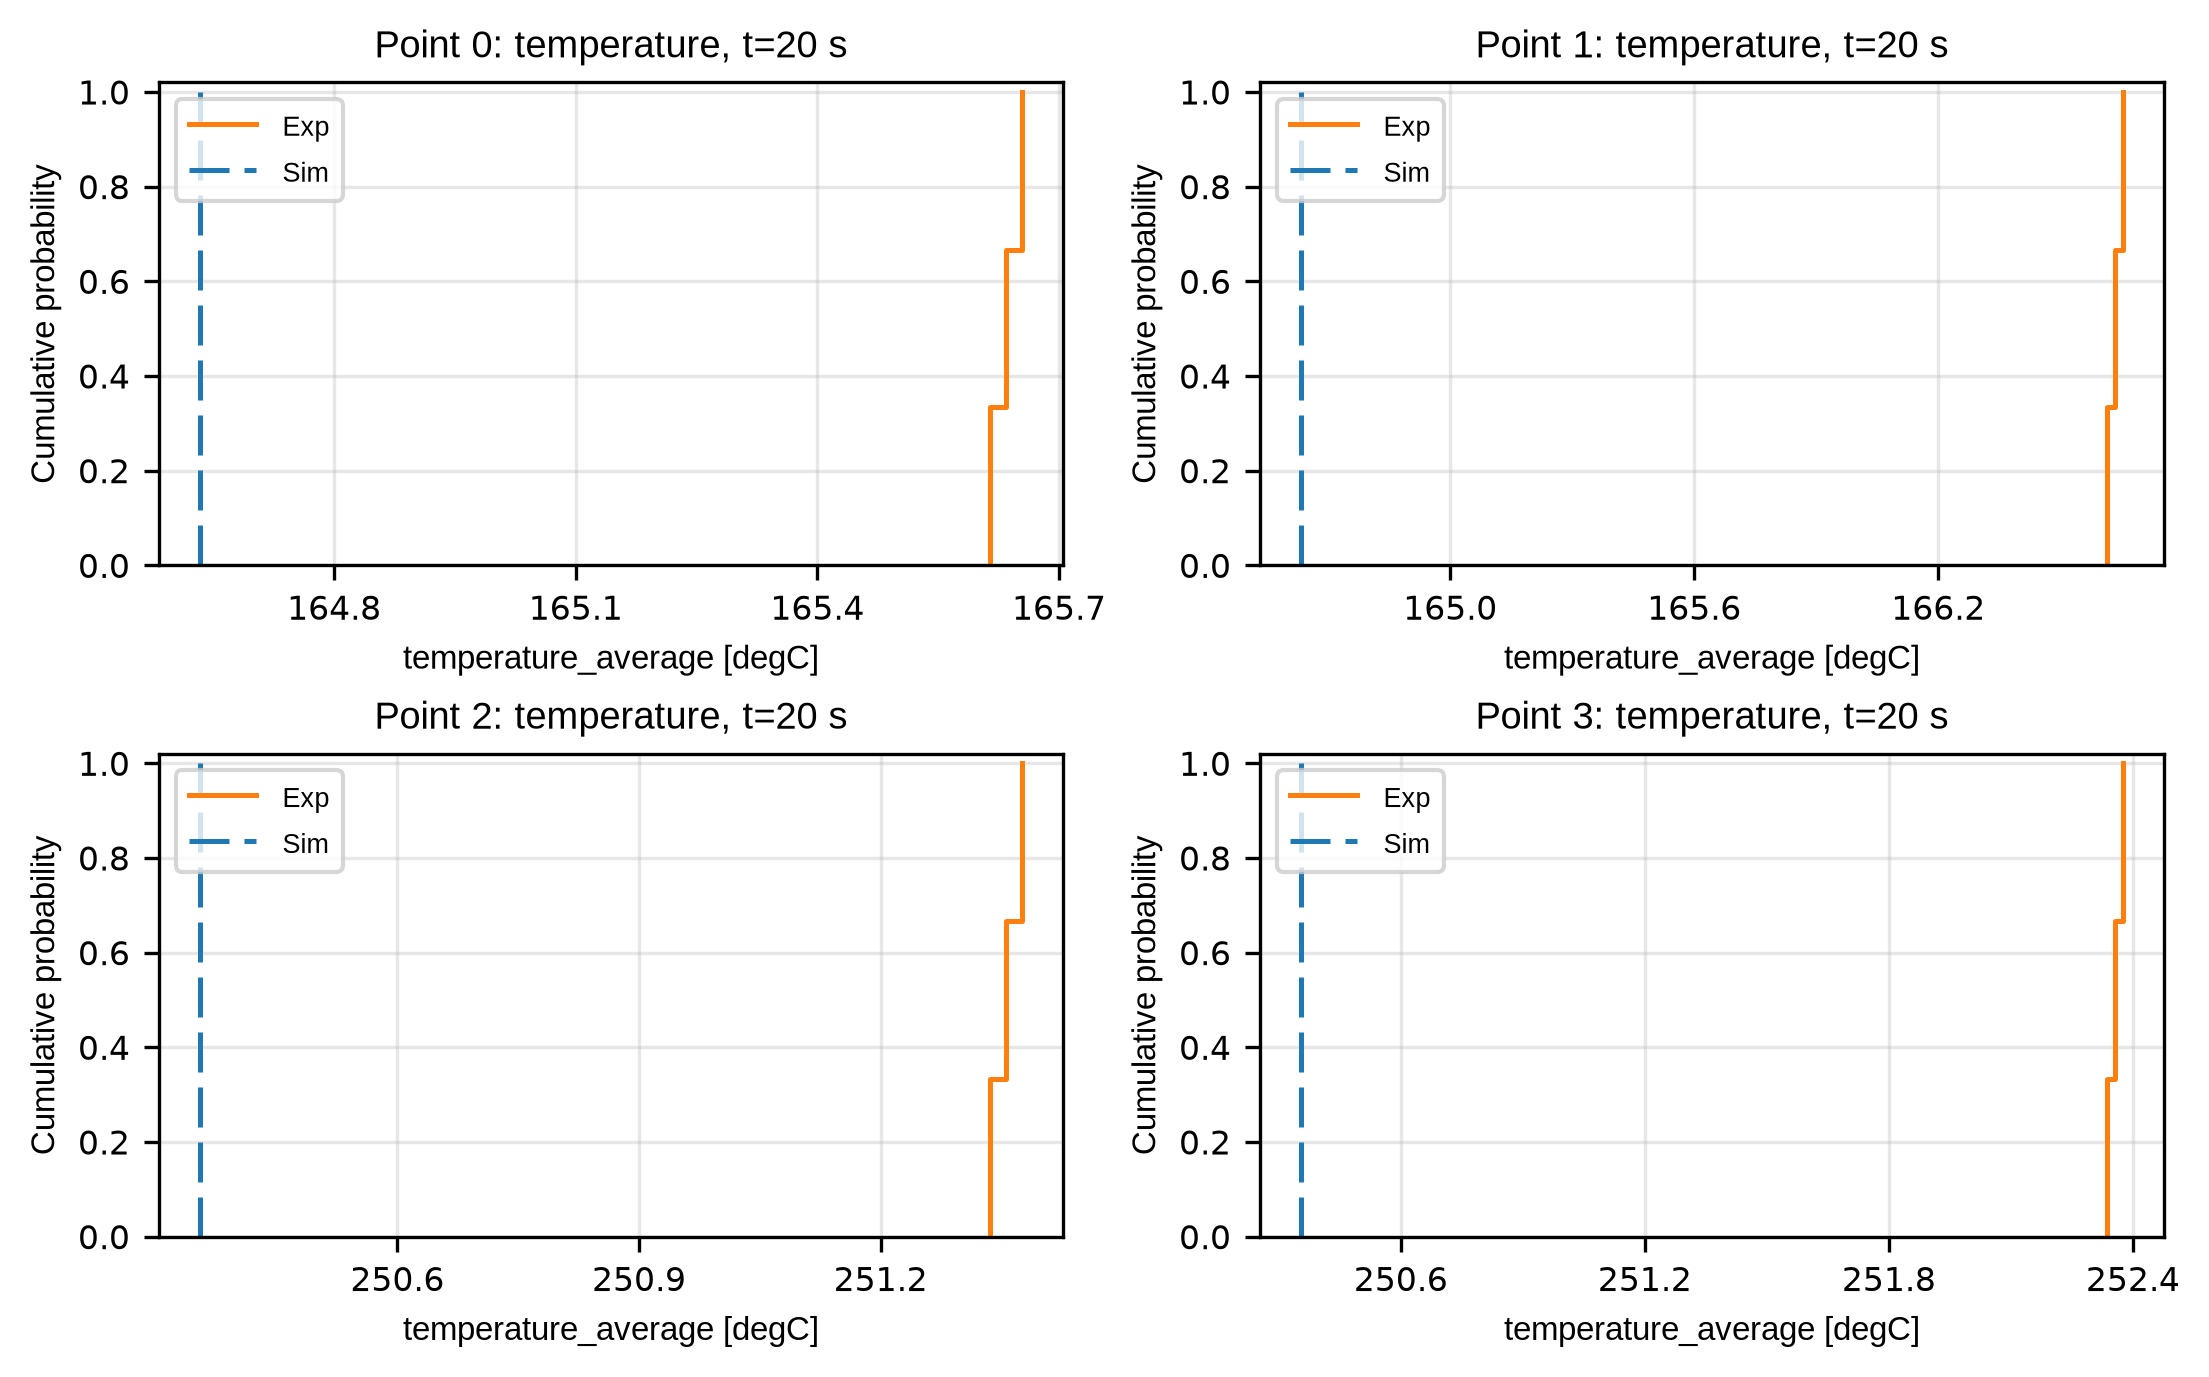 Point 0: temperature, t=20 s
1.0
0.8
0.6
0.4
0.2
0.0
Cumulative probability
Exp
Sim
164.8 165.1 165.4 165.7
temperature_average [degC]
Point 1: temperature, t=20 s
1.0
0.8
0.6
0.4
0.2
0.0
Cumulative probability
Exp
Sim
165.0 165.6 166.2
temperature_average [degC]
Point 2: temperature, t=20 s
1.0
0.8
0.6
0.4
0.2
0.0
Cumulative probability
Exp
Sim
250.6 250.9 251.2
temperature_average [degC]
Point 3: temperature, t=20 s
1.0
0.8
0.6
0.4
0.2
0.0
Cumulative probability
Exp
Sim
250.6 251.2 251.8 252.4
temperature_average [degC]